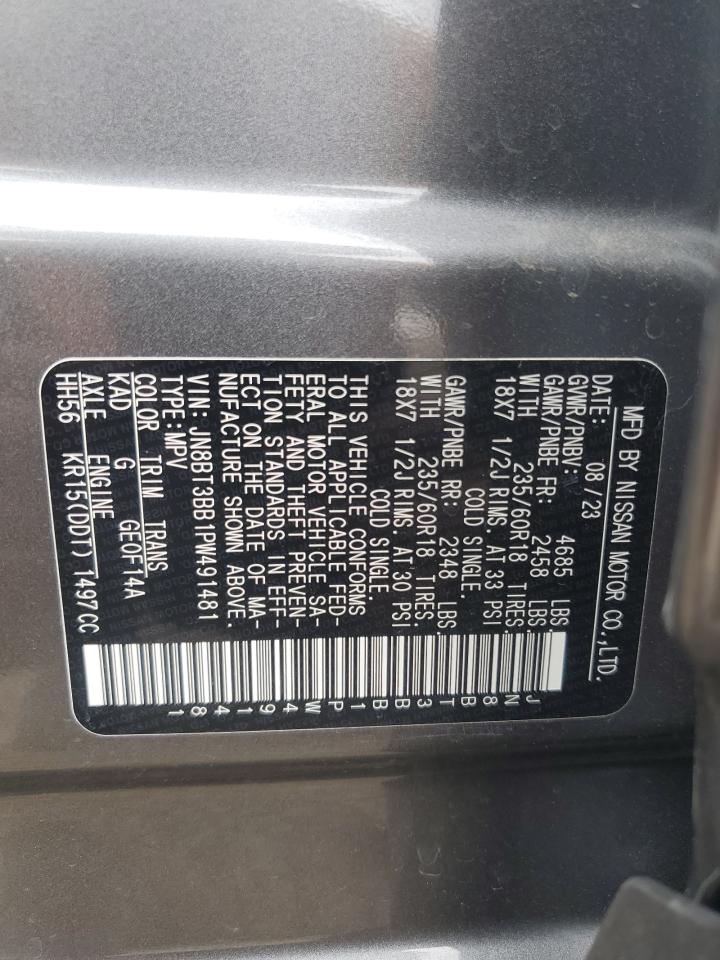 MFD BY NISSAN MOTOR CO.,LTD.
DATE: 08/23
GVWR/PNBV: 4685 LBS.
GAWR/PNBE FR: 2458 LBS.
WITH 235/60R18 TIRES.
18X7 1/2J RIMS. AT 33 PSI
COLD SINGLE.
GAWR/PNBE RR: 2348 LBS.
WITH 235/60R18 TIRES.
18X7 1/2J RIMS. AT 30 PSI
COLD SINGLE.
THIS VEHICLE CONFORMS
TO ALL APPLICABLE FED-
ERAL MOTOR VEHICLE SA-
FETY AND THEFT PREVEN-
TION STANDARDS IN EFF-
ECT ON THE DATE OF MA-
NUFACTURE SHOWN ABOVE.
VIN: JN8BT3BB1PW491481
TYPE: MPV
COLOR TRIM TRANS
KAD G GE0F14A
AXLE ENGINE
HH56 KR15(DDT) 1497CC
JN8BT3BB1PW491481